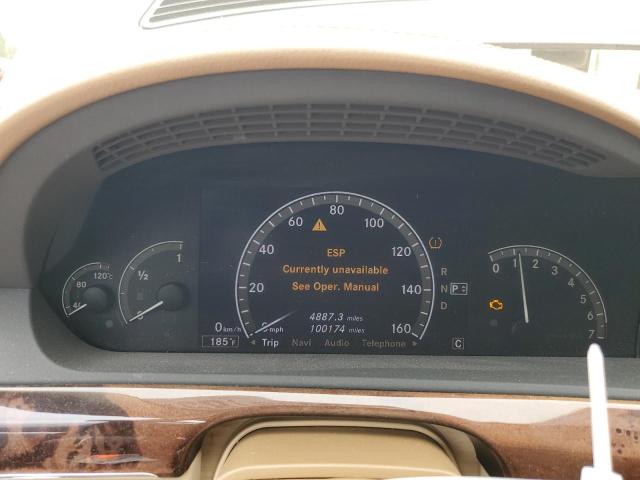 80
60
100
120°C
1
½
40
120
ESP
Currently unavailable
See Oper. Manual
R
N P
D
0 1 2 3
4
5
6
7
80
20
140
4887.3 miles
100174 miles
0 km/h
mph
160
185°F
Trip Navi Audio Telephone
C